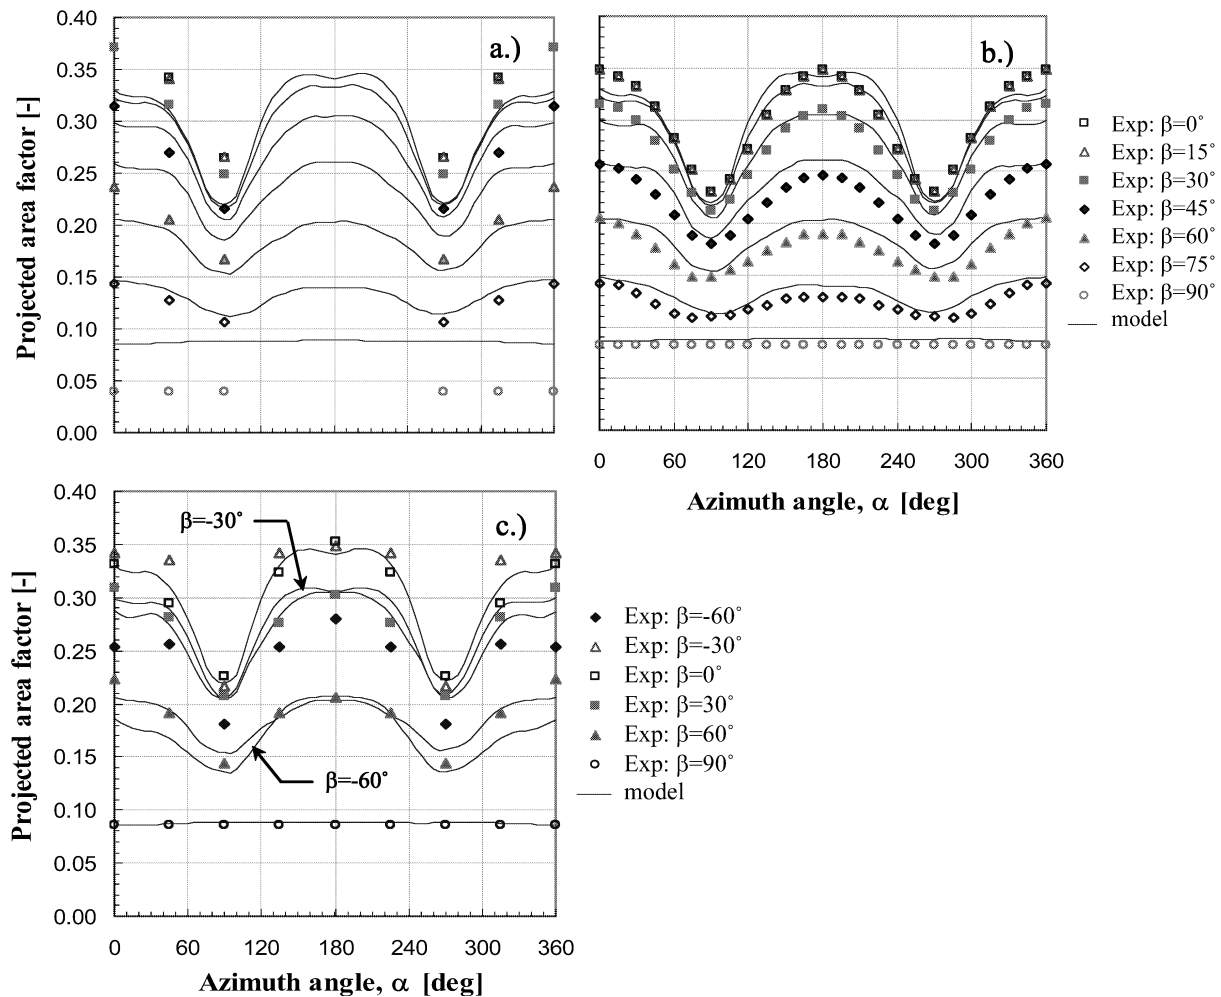 0.40
0.35
0.30
0.25
0.20
0.15
0.10
0.05
0.00
Projected area factor [-]
a.)
b.)
0 60 120 180 240 300 360
Azimuth angle, α [deg]
Exp: β=0˚
Exp: β=15˚
Exp: β=30˚
Exp: β=45˚
Exp: β=60˚
Exp: β=75˚
Exp: β=90˚
model
0.40
0.35
0.30
0.25
0.20
0.15
0.10
0.05
0.00
Projected area factor [-]
c.)
β=-30˚
β=-60˚
0 60 120 180 240 300 360
Azimuth angle, α [deg]
Exp: β=-60˚
Exp: β=-30˚
Exp: β=0˚
Exp: β=30˚
Exp: β=60˚
Exp: β=90˚
model